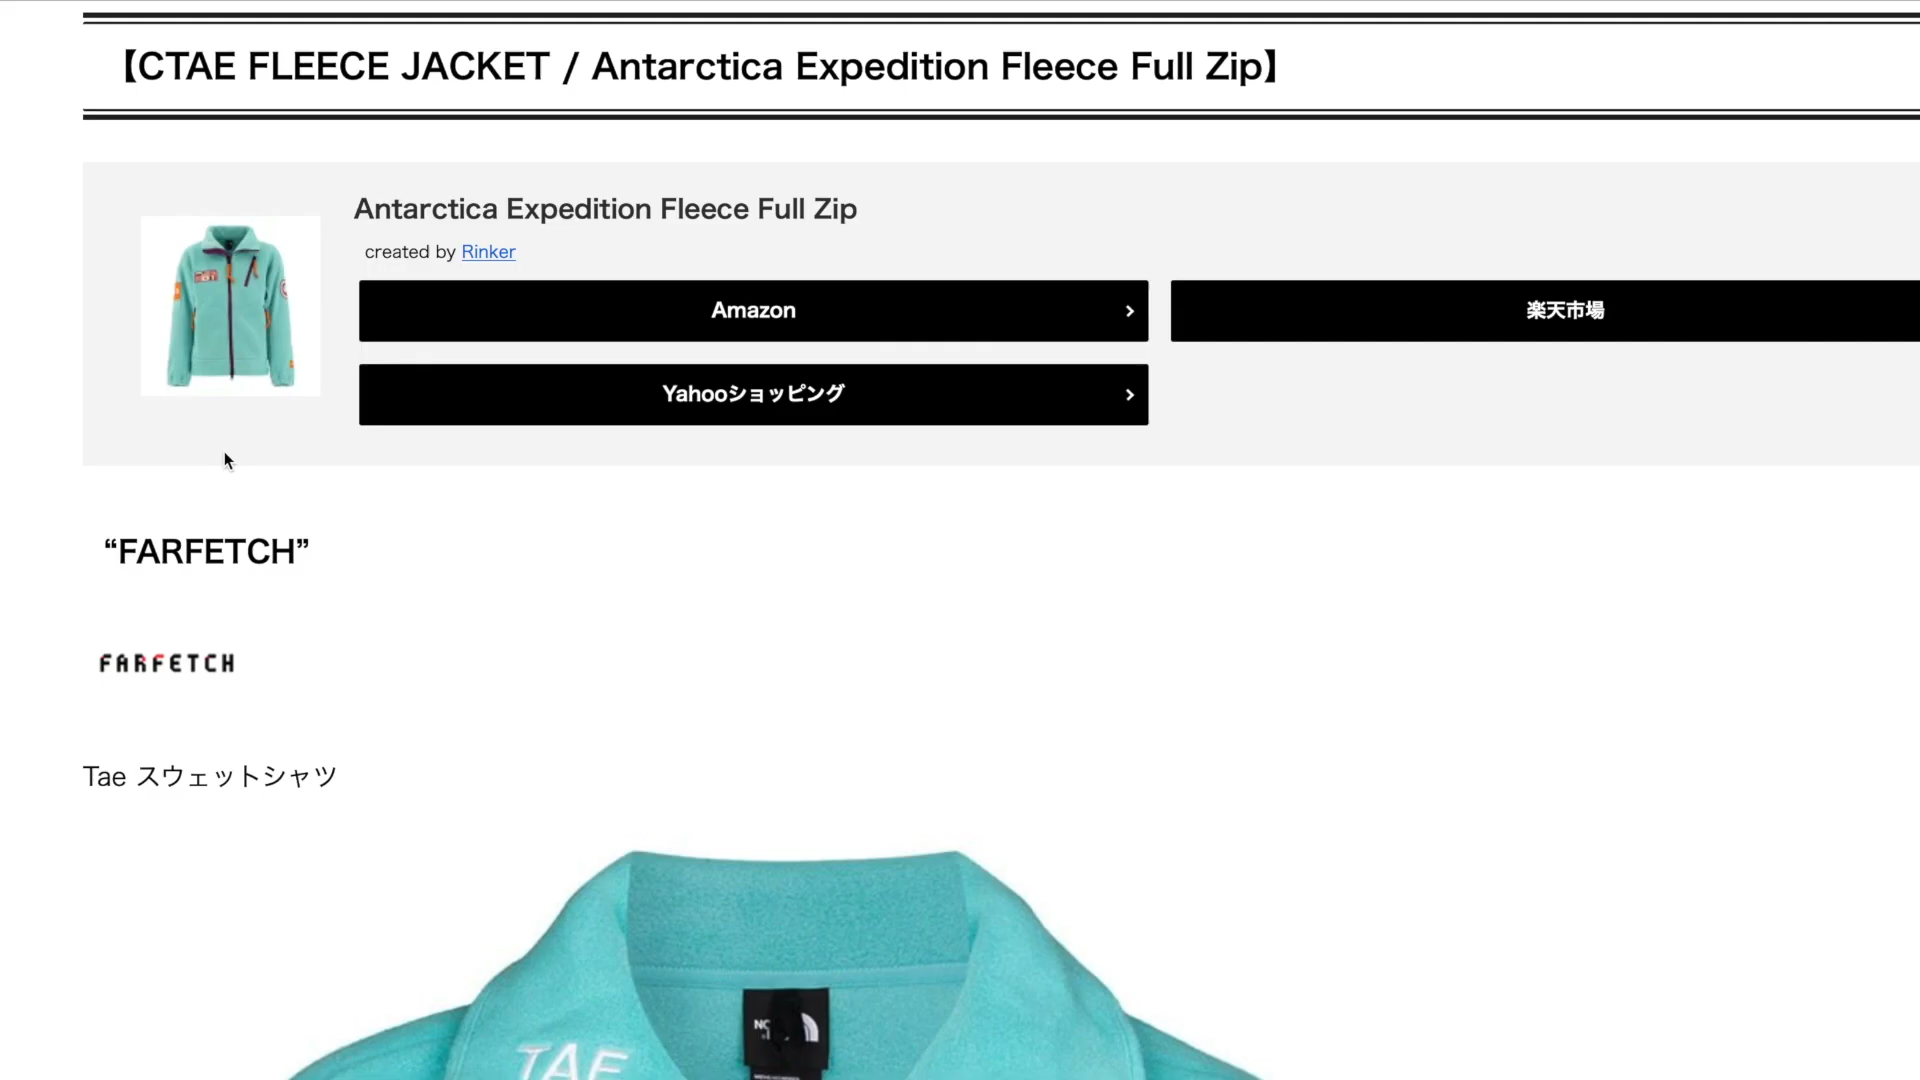 【CTAE FLEECE JACKET / Antarctica Expedition Fleece Full Zip】
Antarctica Expedition Fleece Full Zip
created by Rinker
Amazon
楽天市場
Yahooショッピング
“FARFETCH”
FARFETCH
Tae スウェットシャツ
TAE